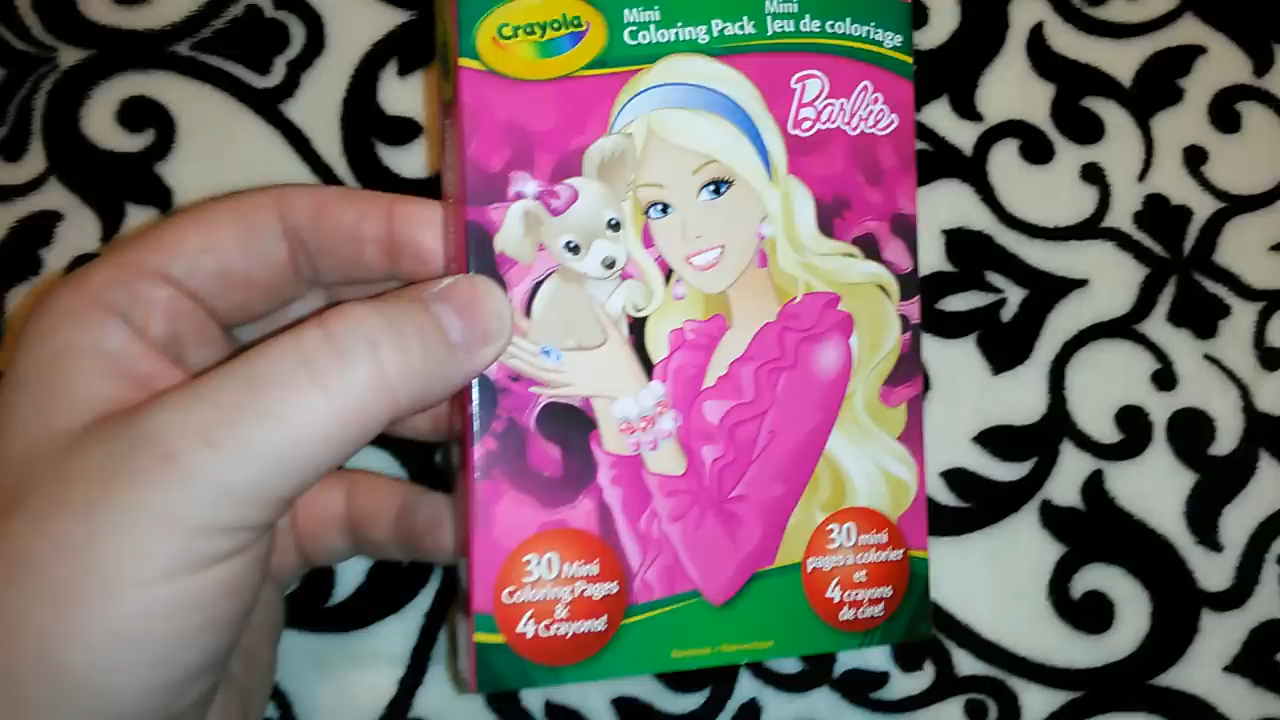 Crayola
Mini
Coloring Pack
Mini
Jeu de coloriage
Barbie
30 Mini
Coloring Pages
&
4 Crayons!
30 mini
pages à colorier
et
4 crayons
de cire!